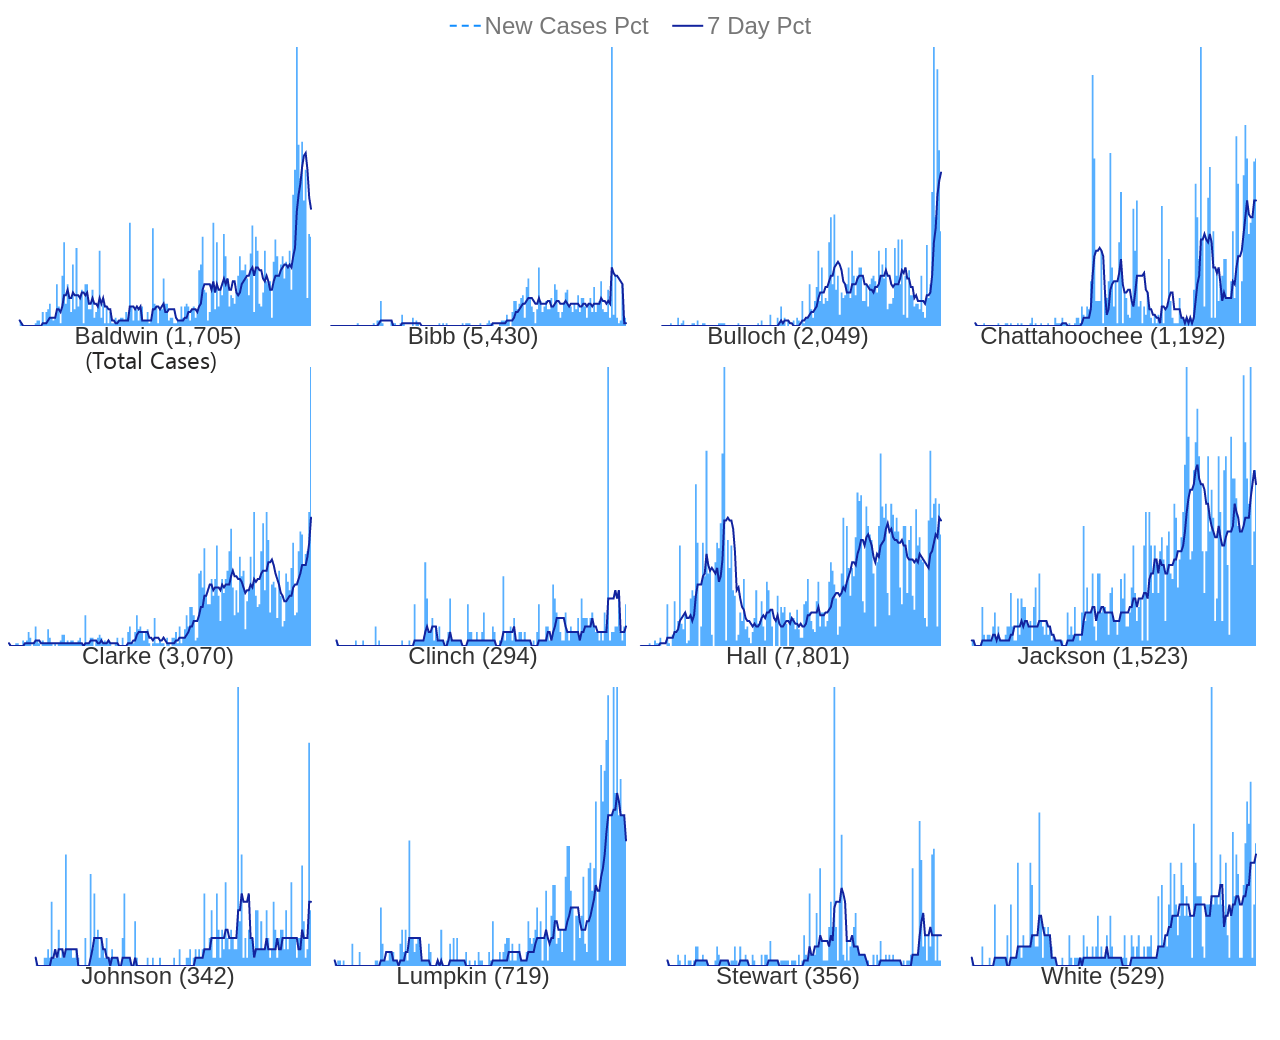 New Cases Pct 7 Day Pct
Baldwin (1,705) Bibb (5,430) Bulloch (2,049) Chattahoochee (1,192)
(Total Cases)
Clarke (3,070) Clinch (294) Hall (7,801) Jackson (1,523)
Johnson (342) Lumpkin (719) Stewart (356) White (529)